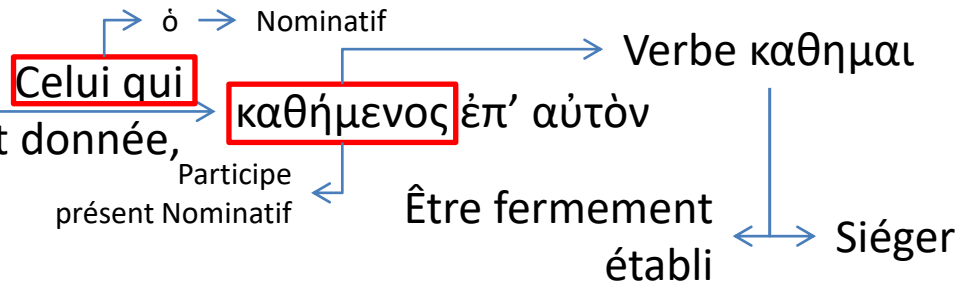 ὁ Nominatif
Celui qui
Verbe καθημαι
καθήμενος ἐπ’ αὐτὸν
t donnée,
Participe
présent Nominatif
Être fermement
établi
Siéger